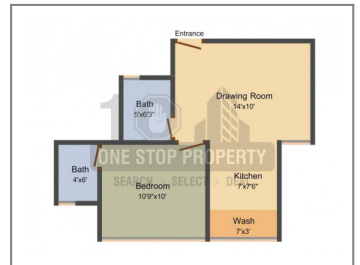 Entrance
Drawing Room
14'x10'
Bath
5'x6'3"
ONE STOP PROPERTY
SEARCH > SELECT > DEAL
Bath
4'x6'
Bedroom
10'9"x10'
Kitchen
7'x7'6"
Wash
7'x3'